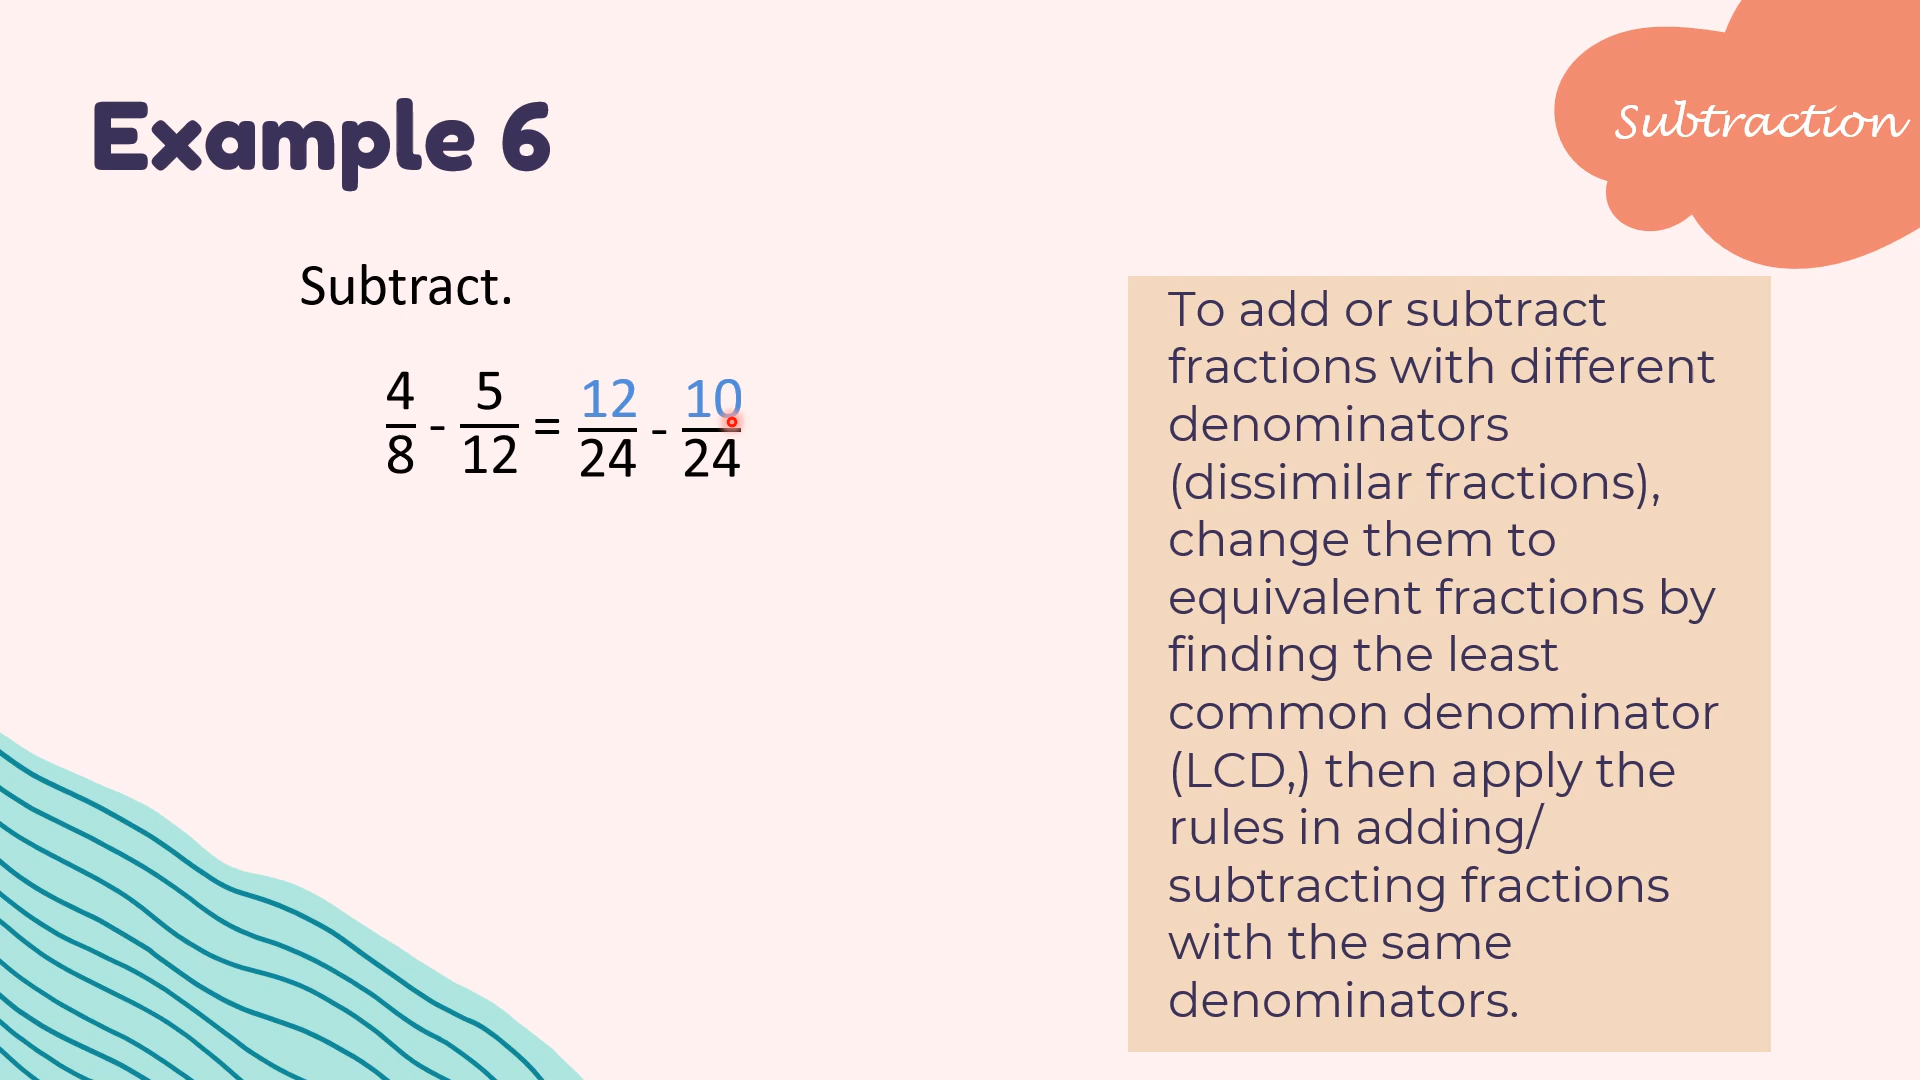 Example 6
Subtraction
Subtract.
4/8 - 5/12 = 12/24 - 10/24
To add or subtract
fractions with different
denominators
(dissimilar fractions),
change them to
equivalent fractions by
finding the least
common denominator
(LCD,) then apply the
rules in adding/
subtracting fractions
with the same
denominators.